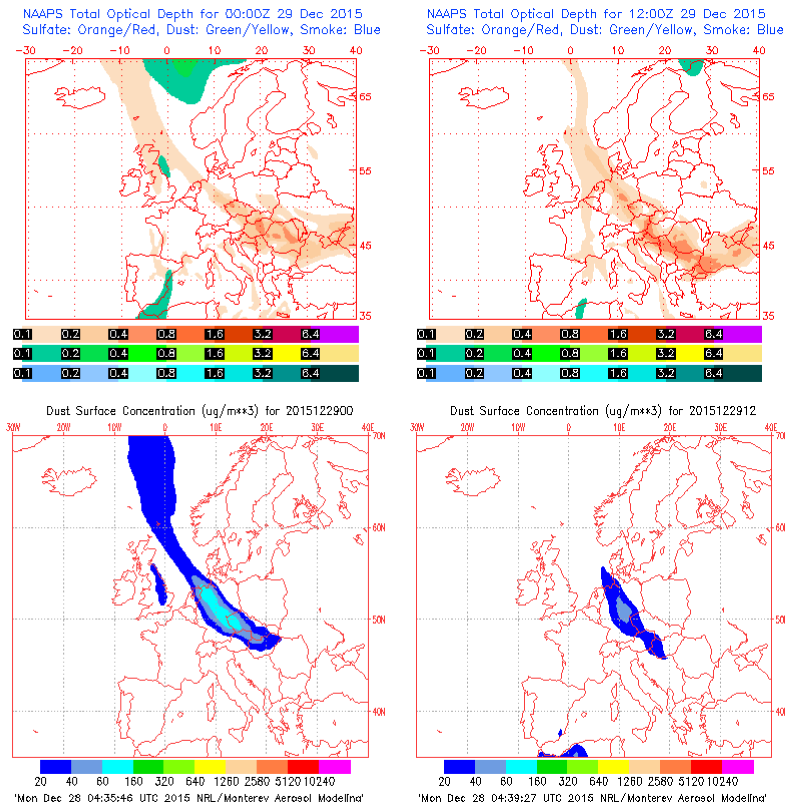 NAAPS Total Optical Depth for 00:00Z 29 Dec 2015
Sulfate: Orange/Red, Dust: Green/Yellow, Smoke: Blue
-30 -20 -10 0 10 20 30 40
65
55
45
35
0.1 0.2 0.4 0.8 1.6 3.2 6.4
0.1 0.2 0.4 0.8 1.6 3.2 6.4
0.1 0.2 0.4 0.8 1.6 3.2 6.4
NAAPS Total Optical Depth for 12:00Z 29 Dec 2015
Sulfate: Orange/Red, Dust: Green/Yellow, Smoke: Blue
-30 -20 -10 0 10 20 30 40
65
55
45
35
0.1 0.2 0.4 0.8 1.6 3.2 6.4
0.1 0.2 0.4 0.8 1.6 3.2 6.4
0.1 0.2 0.4 0.8 1.6 3.2 6.4
Dust Surface Concentration (ug/m**3) for 2015122900
30W 20W 10W 0 10E 20E 30E 40E
70N
60N
50N
40N
20 40 60 160 320 640 1260 2580 5120 10240
'Mon Dec 28 04:35:46 UTC 2015 NRL/Monterey Aerosol Modeling'
Dust Surface Concentration (ug/m**3) for 2015122912
30W 20W 10W 0 10E 20E 30E 40E
70N
60N
50N
40N
20 40 60 160 320 640 1260 2580 5120 10240
'Mon Dec 28 04:39:27 UTC 2015 NRL/Monterey Aerosol Modeling'